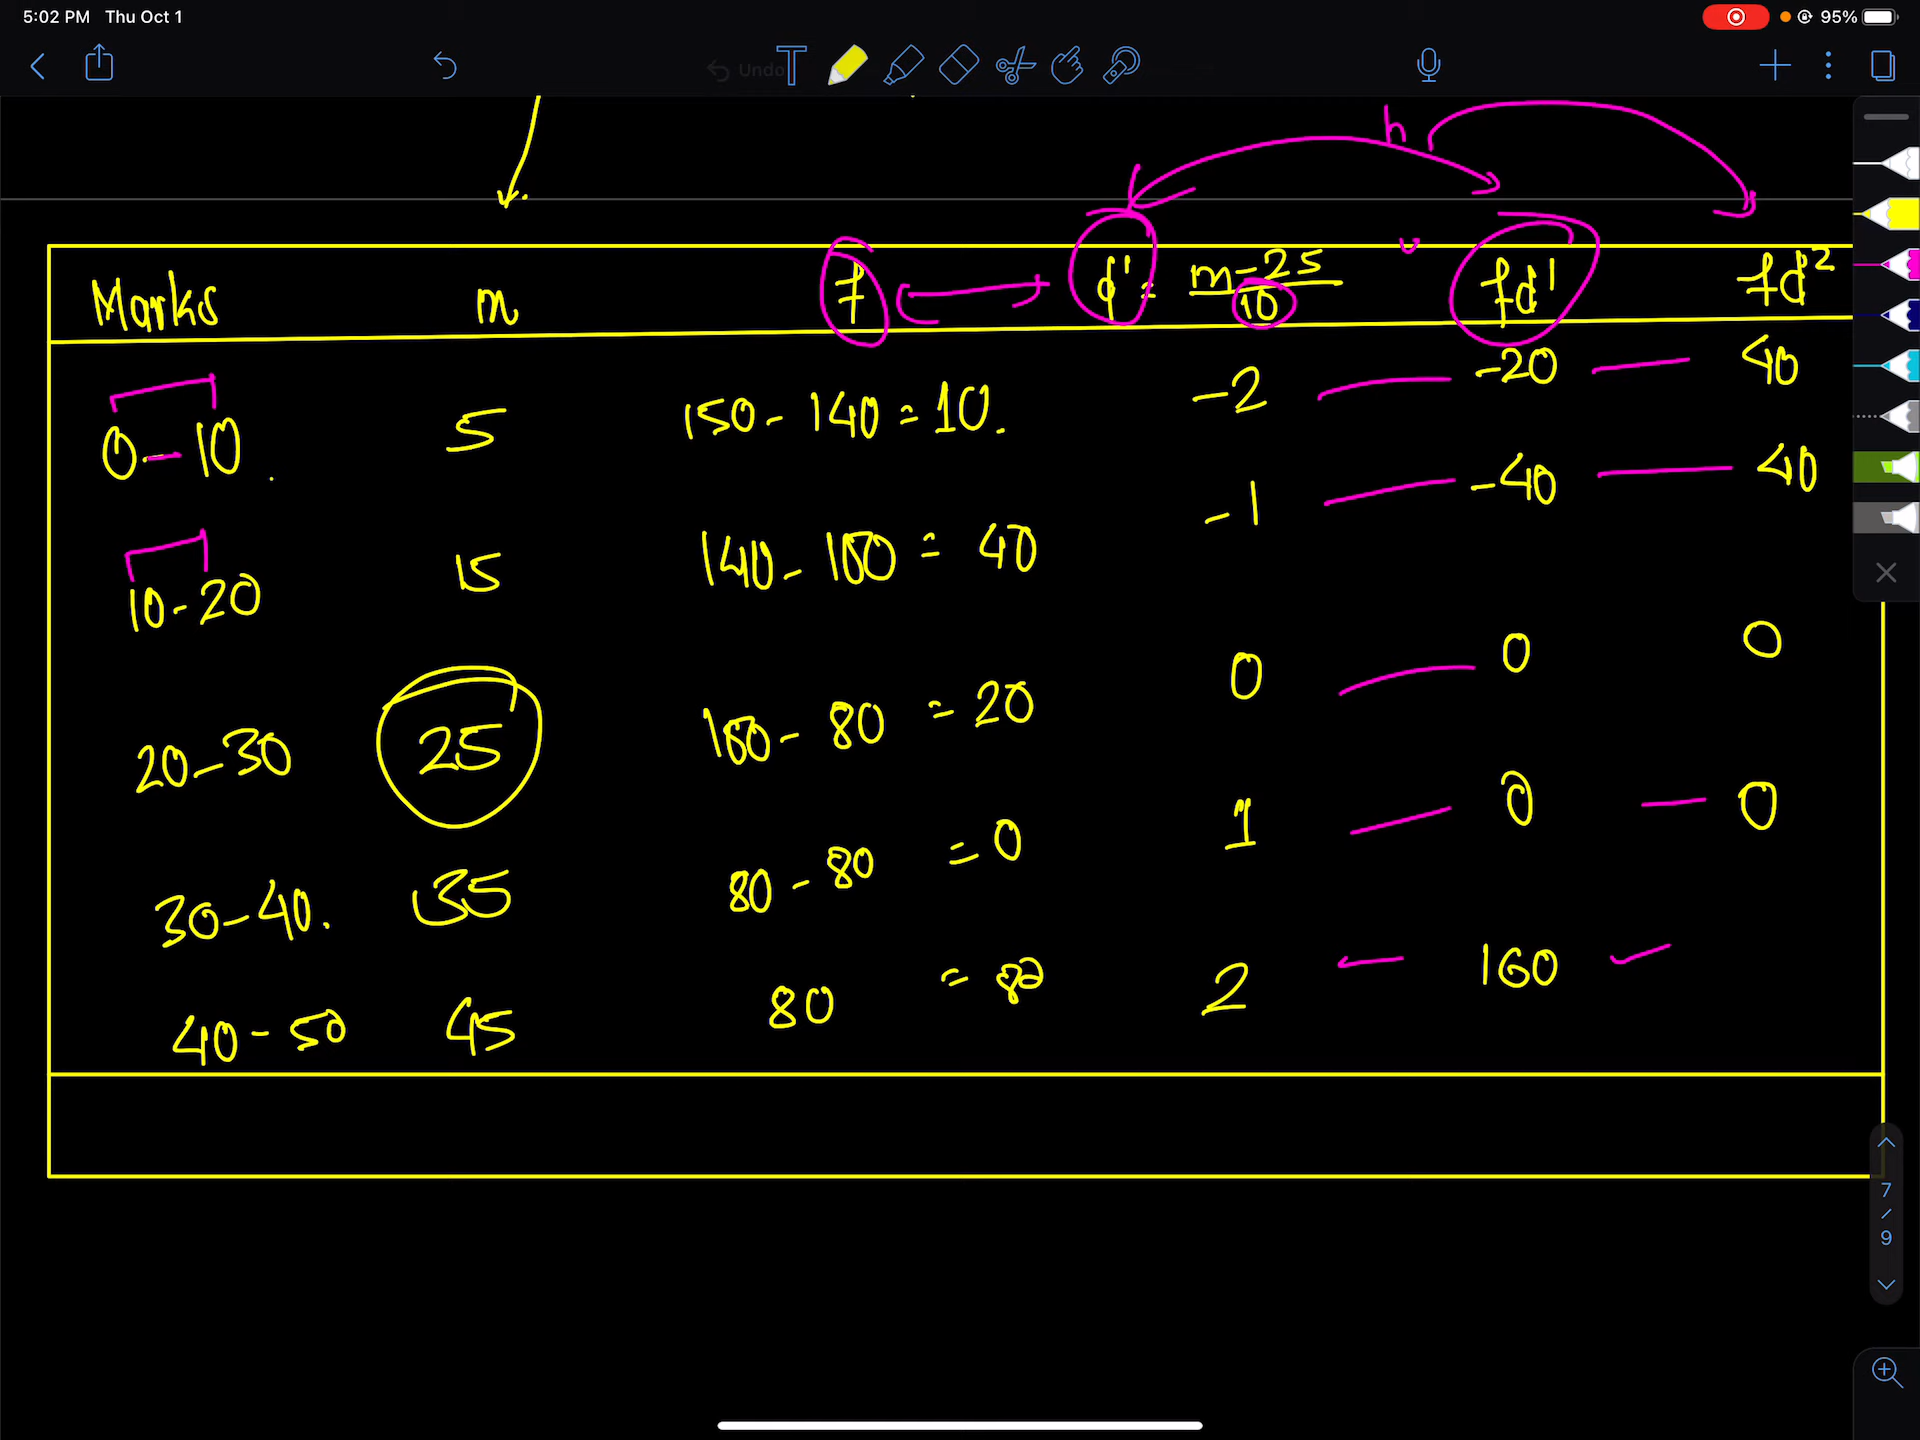 5:02 PM Thu Oct 1 95%
Undo T
h
Marks m f d' = m-25/10 fd' fd²
0-10 5 150-140=10. -2 -20 40
10-20 15 140-100=40 -1 -40 40
20-30 25 100-80=20 0 0 0
30-40. 35 80-80=0 1 0 0
40-50 45 80=80 2 160
7
/
9